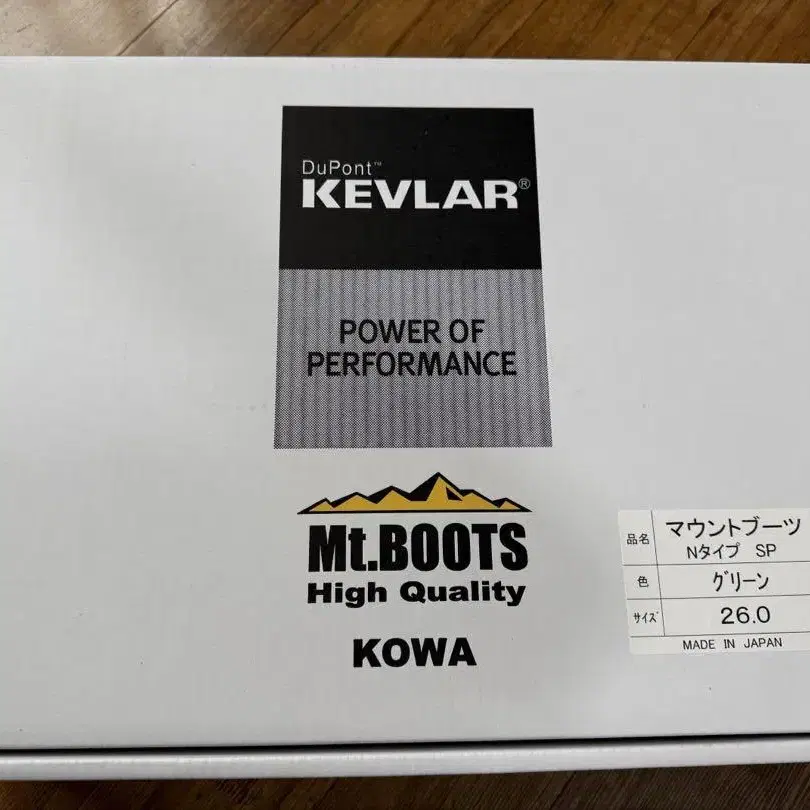 DuPont™
KEVLAR®
POWER OF
PERFORMANCE
Mt.BOOTS
High Quality
KOWA
品名 マウントブーツ
Nタイプ SP
色 グリーン
サイズ 26.0
MADE IN JAPAN